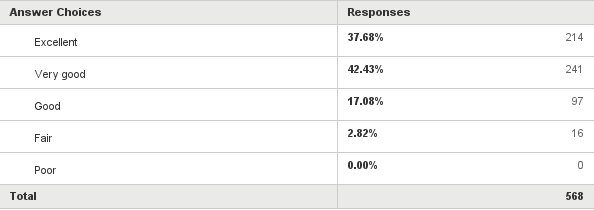 Answer Choices Responses
Excellent 37.68% 214
Very good 42.43% 241
Good 17.08% 97
Fair 2.82% 16
Poor 0.00% 0
Total 568